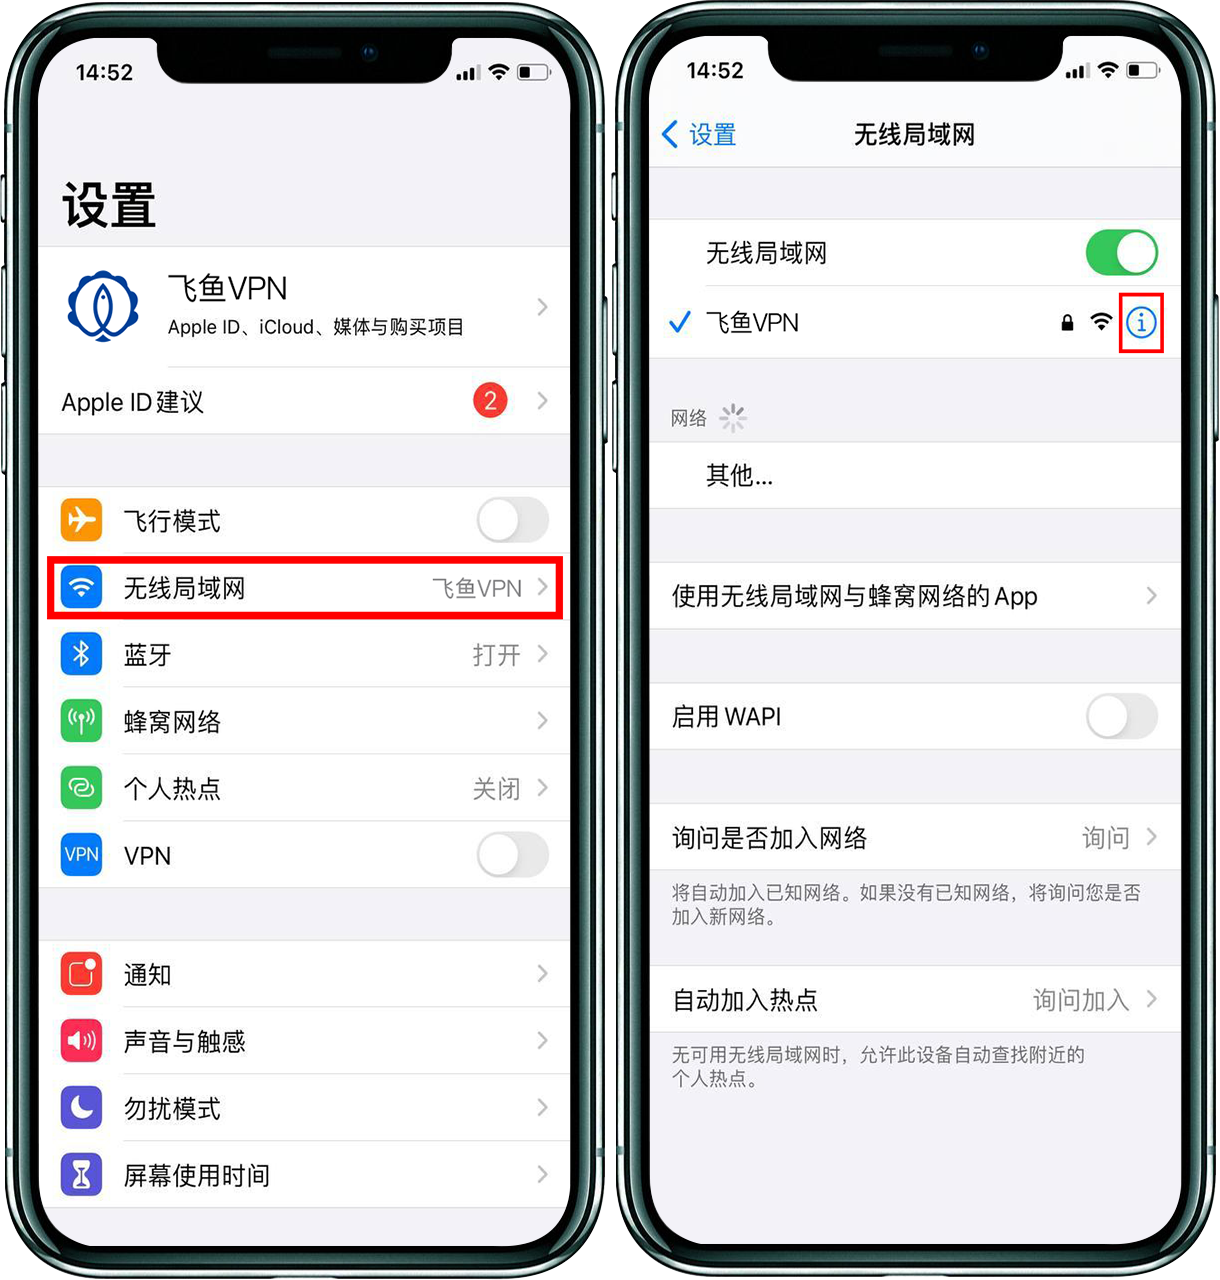 14:52
设置
飞鱼VPN
Apple ID、iCloud、媒体与购买项目
Apple ID建议
2
飞行模式
无线局域网
飞鱼VPN
蓝牙
打开
蜂窝网络
个人热点
关闭
VPN
VPN
通知
声音与触感
勿扰模式
屏幕使用时间
14:52
设置
无线局域网
无线局域网
飞鱼VPN
网络
其他...
使用无线局域网与蜂窝网络的App
启用WAPI
询问是否加入网络
询问
将自动加入已知网络。如果没有已知网络，将询问您是否
加入新网络。
自动加入热点
询问加入
无可用无线局域网时，允许此设备自动查找附近的
个人热点。